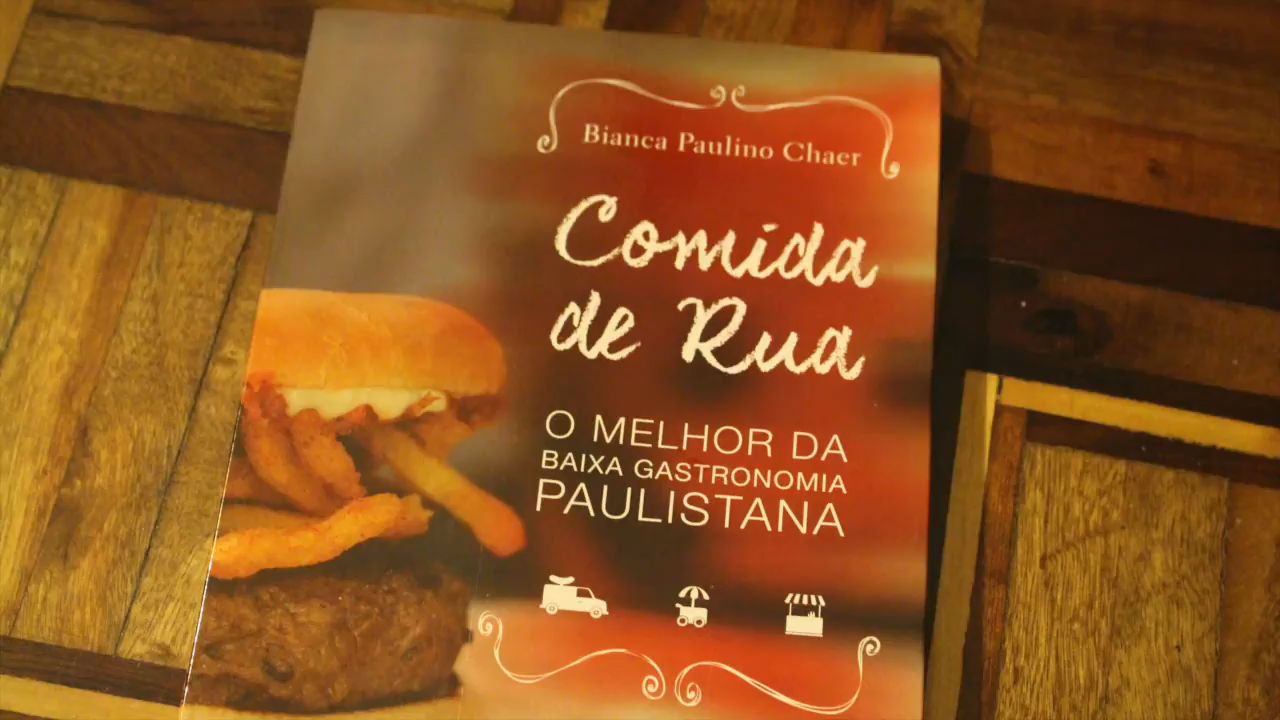 Bianca Paulino Chaer
Comida
de Rua
O MELHOR DA
BAIXA GASTRONOMIA
PAULISTANA